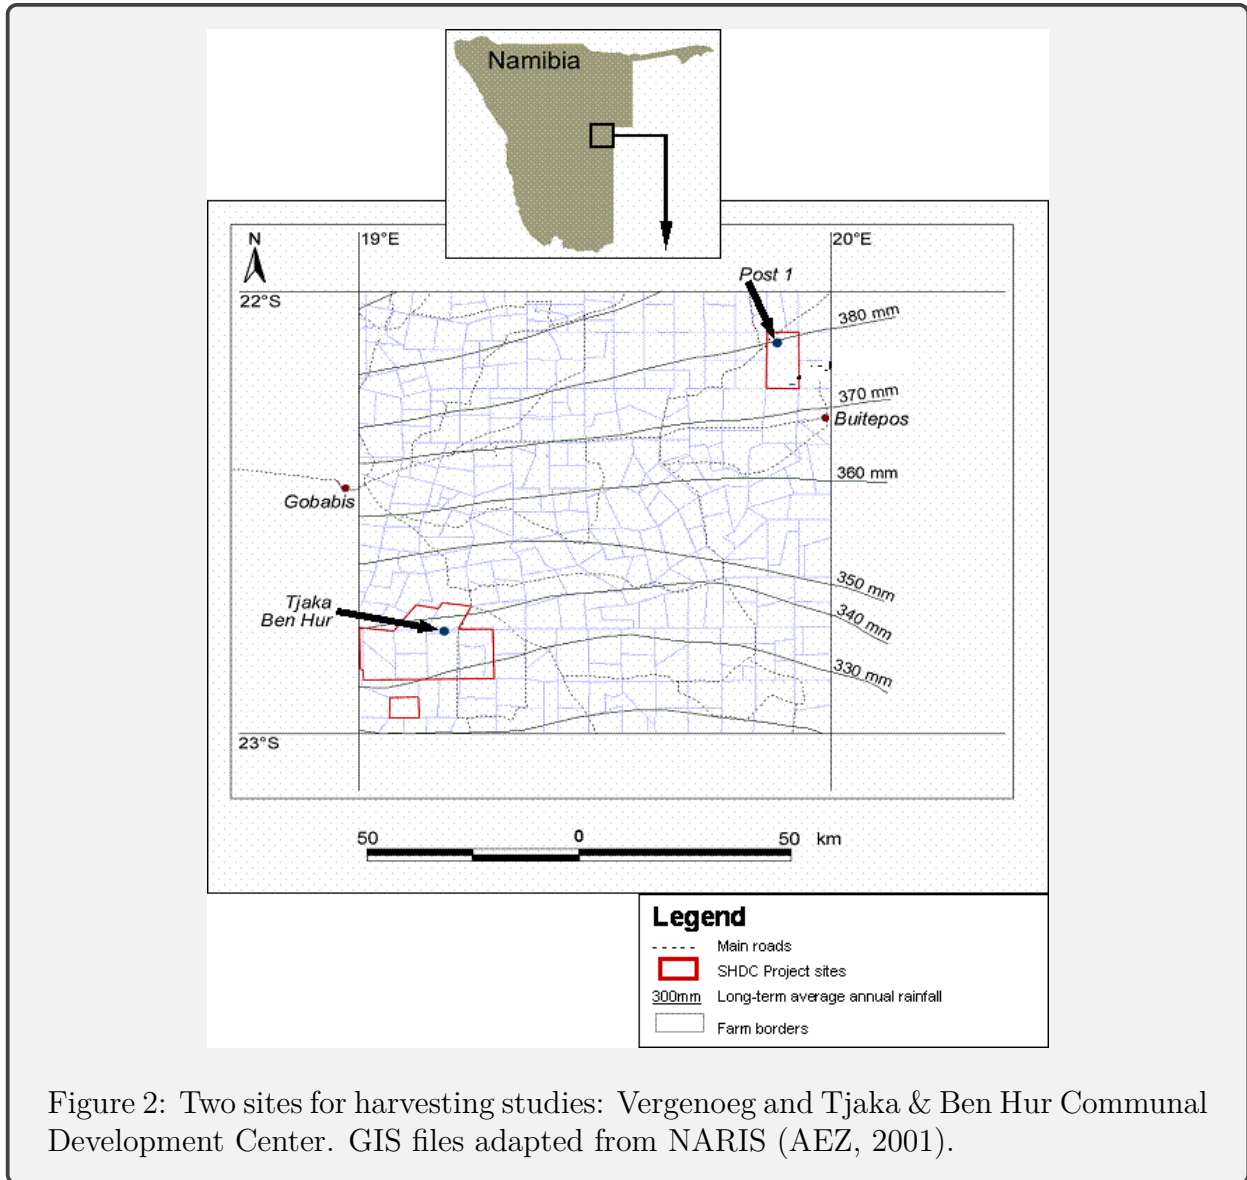 Namibia
N
19°E
20°E
22°S
Post 1
380 mm
370 mm
Buitepos
360 mm
Gobabis
350 mm
Tjaka
Ben Hur
340 mm
330 mm
23°S
50 0 50 km
Legend
Main roads
SHDC Project sites
300mm Long-term average annual rainfall
Farm borders
Figure 2: Two sites for harvesting studies: Vergenoeg and Tjaka & Ben Hur Communal
Development Center. GIS files adapted from NARIS (AEZ, 2001).